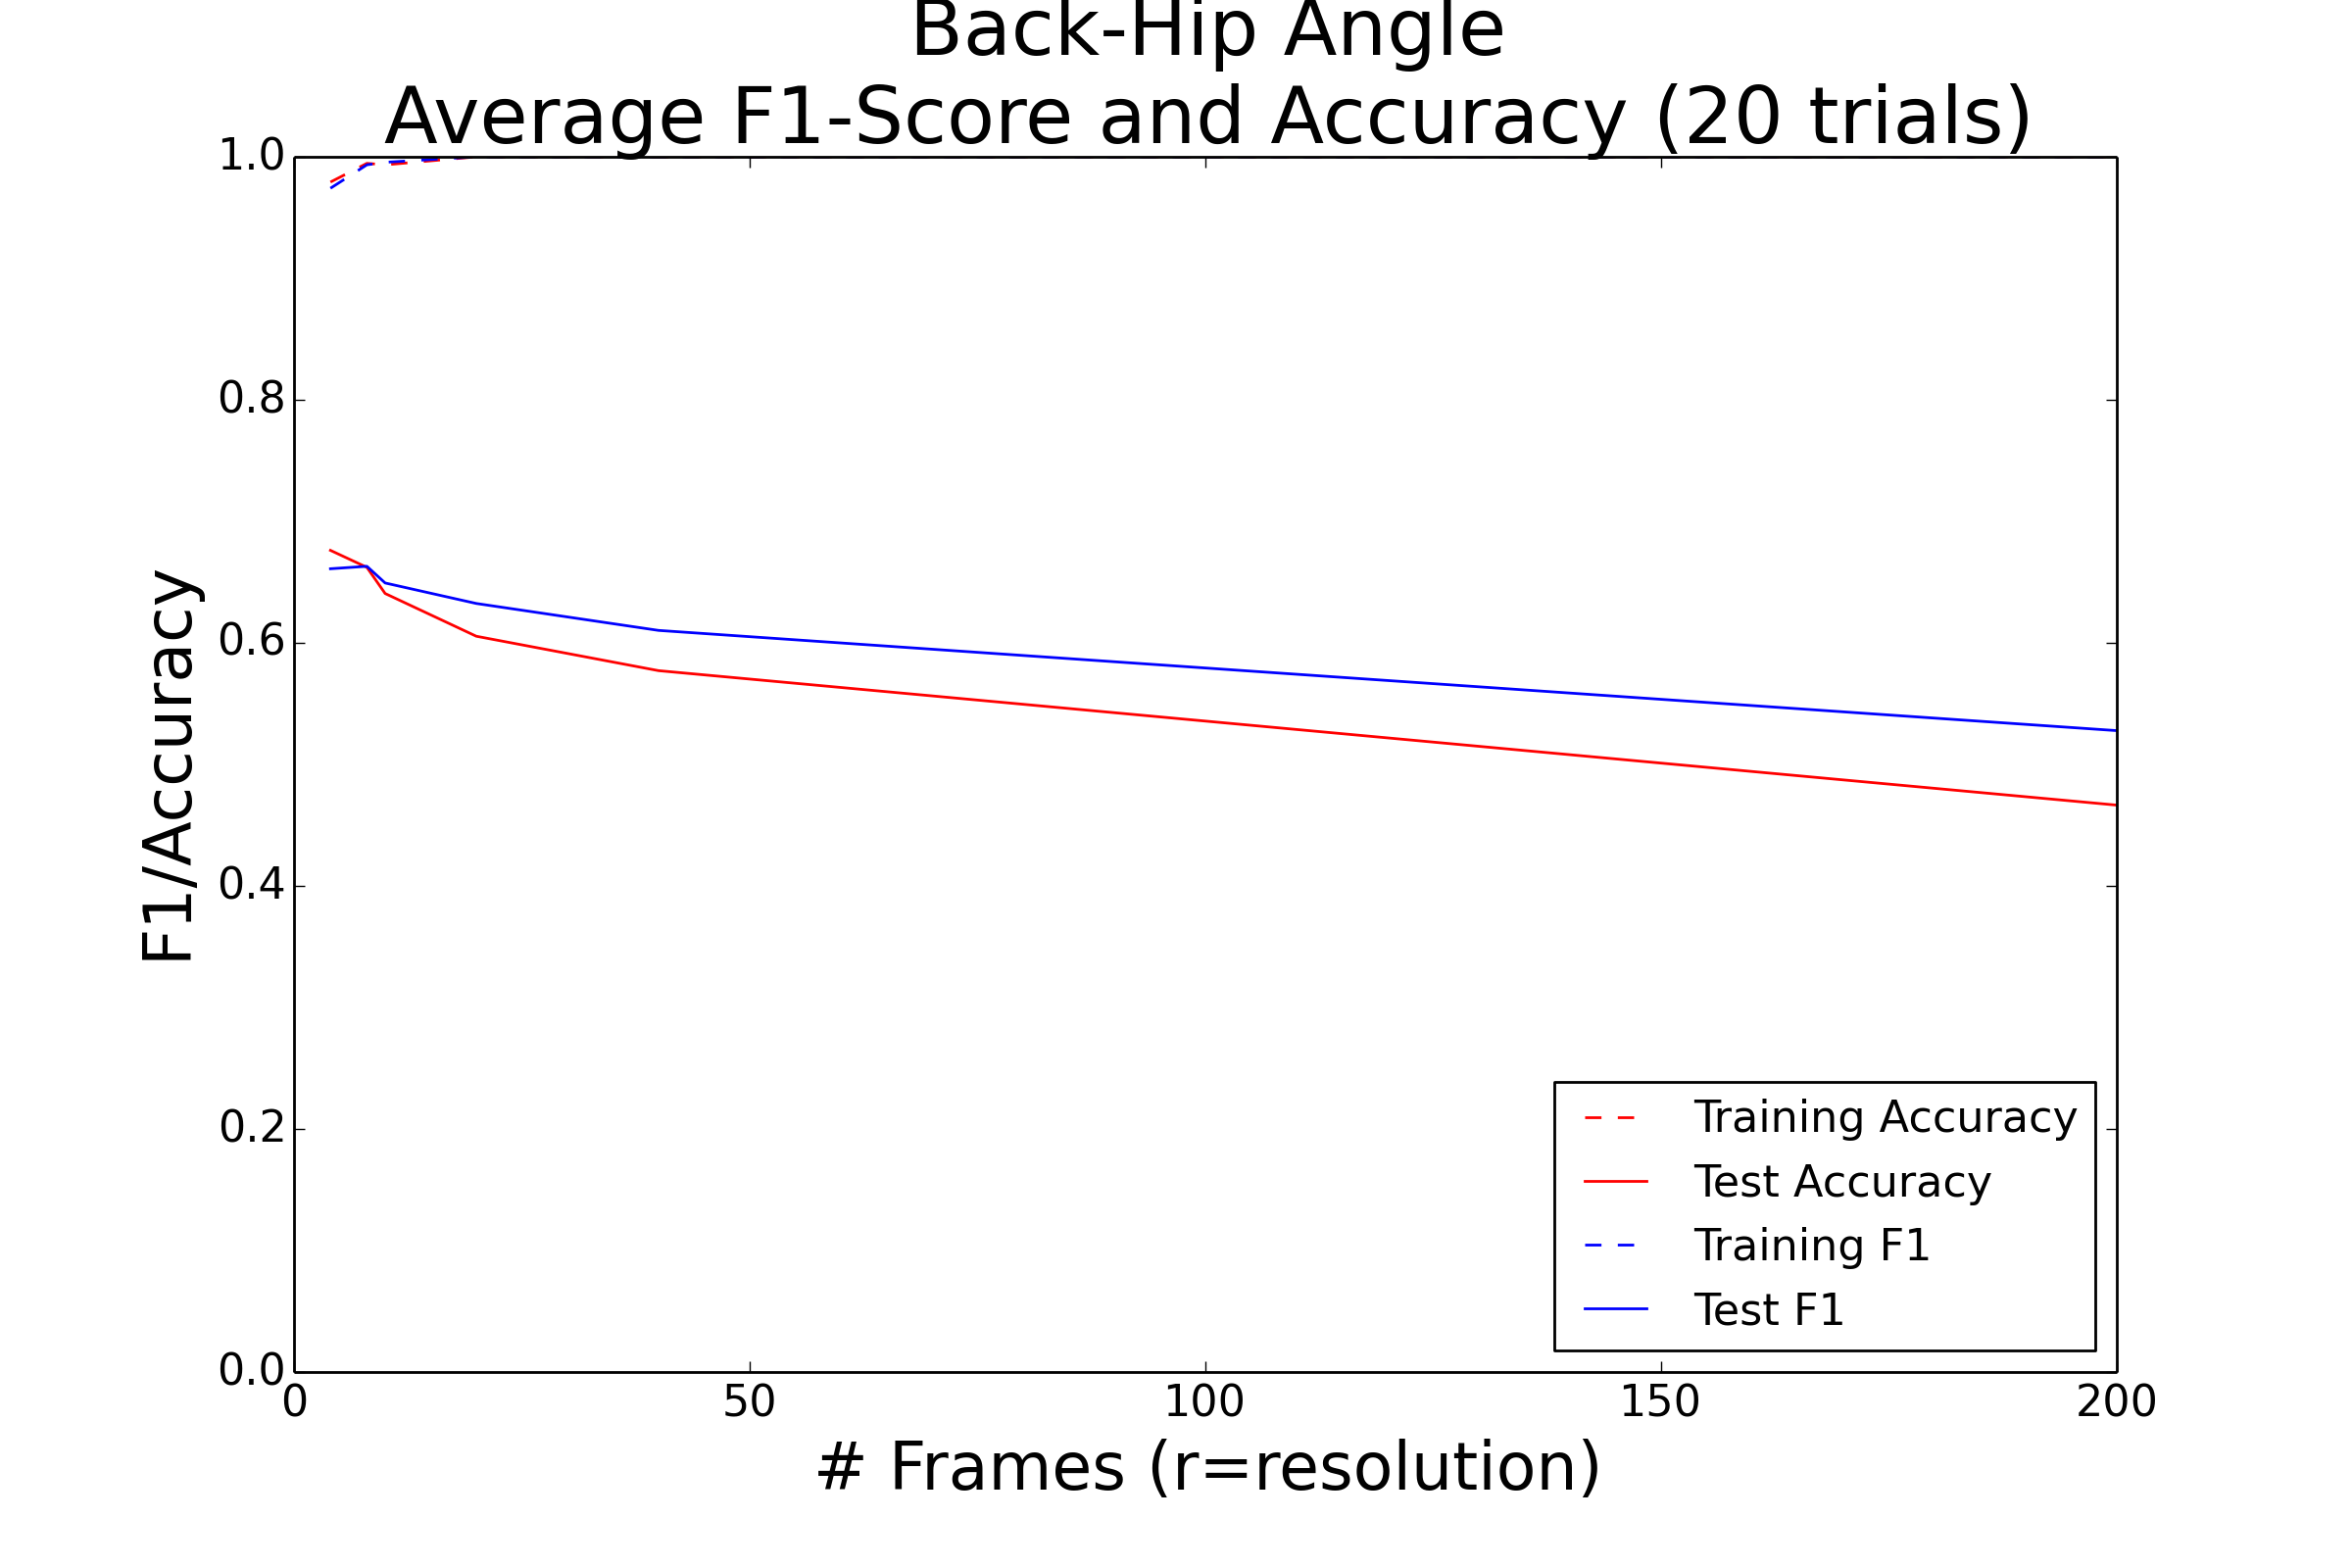 Back-Hip Angle
Average F1-Score and Accuracy (20 trials)
1.0
0.8
0.6
0.4
0.2
0.0
F1/Accuracy
0 50 100 150 200
# Frames (r=resolution)
Training Accuracy
Test Accuracy
Training F1
Test F1